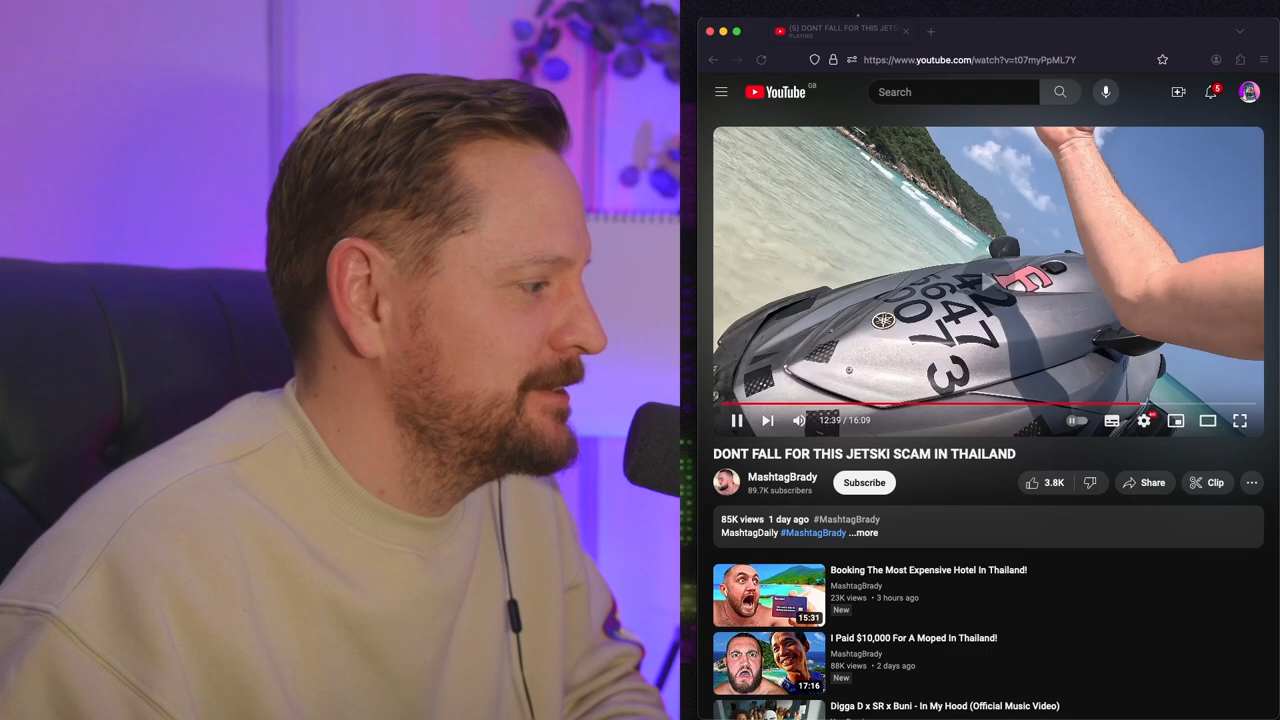 (5) DONT FALL FOR THIS JETS
PLAYING
https://www.youtube.com/watch?v=t07myPpML7Y
YouTube GB
Search
5
12:39 / 16:09
DONT FALL FOR THIS JETSKI SCAM IN THAILAND
MashtagBrady
89.7K subscribers
Subscribe
3.8K
Share
Clip
85K views 1 day ago #MashtagBrady
MashtagDaily #MashtagBrady ...more
Booking The Most Expensive Hotel In Thailand!
MashtagBrady
23K views • 3 hours ago
New
15:31
I Paid $10,000 For A Moped In Thailand!
MashtagBrady
88K views • 2 days ago
New
17:16
Digga D x SR x Buni - In My Hood (Official Music Video)